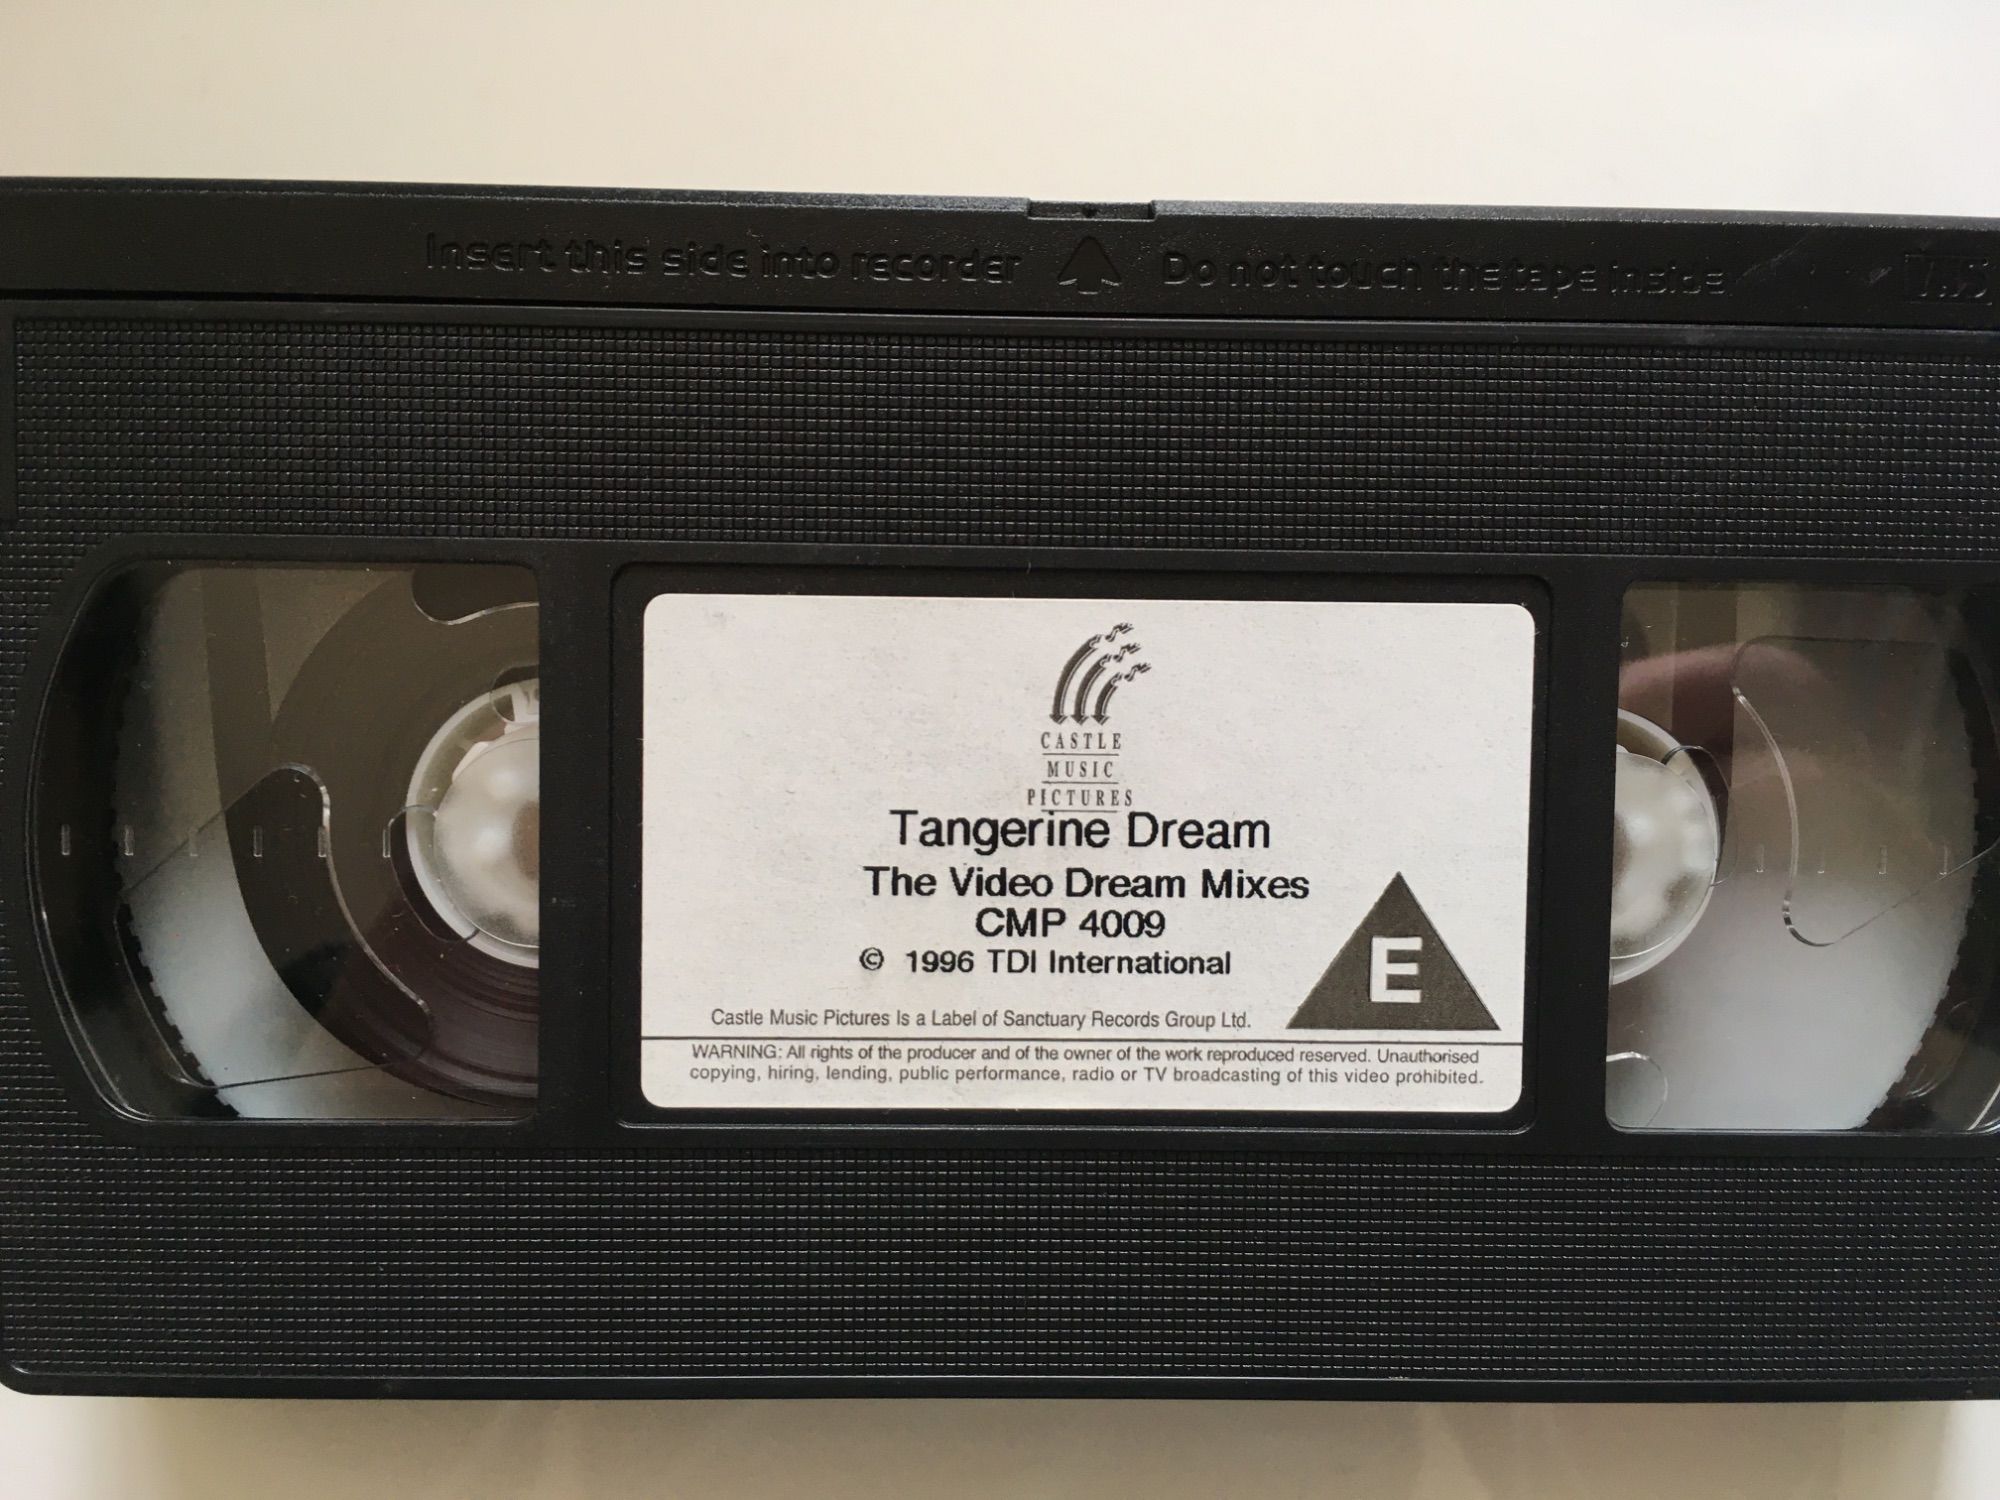 Insert this side into recorder Do not touch the tape inside VHS
CASTLE
MUSIC
PICTURES
Tangerine Dream
The Video Dream Mixes
CMP 4009
© 1996 TDI International
E
Castle Music Pictures Is a Label of Sanctuary Records Group Ltd.
WARNING: All rights of the producer and of the owner of the work reproduced reserved. Unauthorised
copying, hiring, lending, public performance, radio or TV broadcasting of this video prohibited.